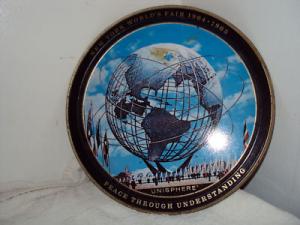 NEW YORK WORLD'S FAIR 1964-1965
UNISPHERE
PEACE THROUGH UNDERSTANDING